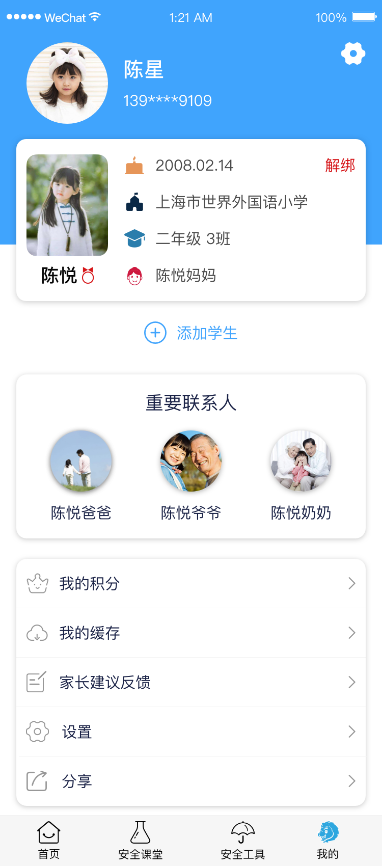 WeChat 1:21 AM 100%
陈星
139****9109
2008.02.14 解绑
上海市世界外国语小学
二年级 3班
陈悦 陈悦妈妈
添加学生
重要联系人
陈悦爸爸 陈悦爷爷 陈悦奶奶
我的积分
我的缓存
家长建议反馈
设置
分享
首页 安全课堂 安全工具 我的